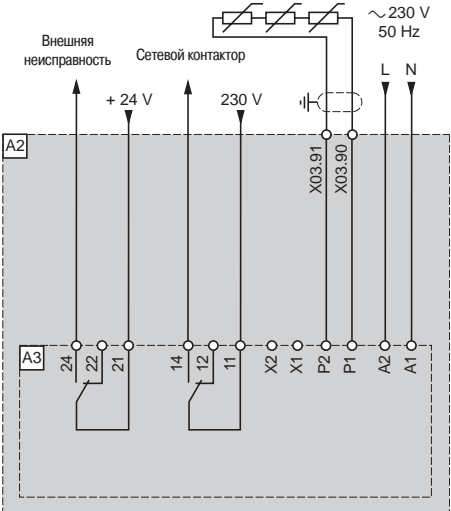 ~ 230 V
50 Hz
Внешняя
неисправность
Сетевой контактор
L N
+ 24 V
230 V
A2
X03.91
X03.90
A3
24
22
21
14
12
11
X2
X1
P2
P1
A2
A1